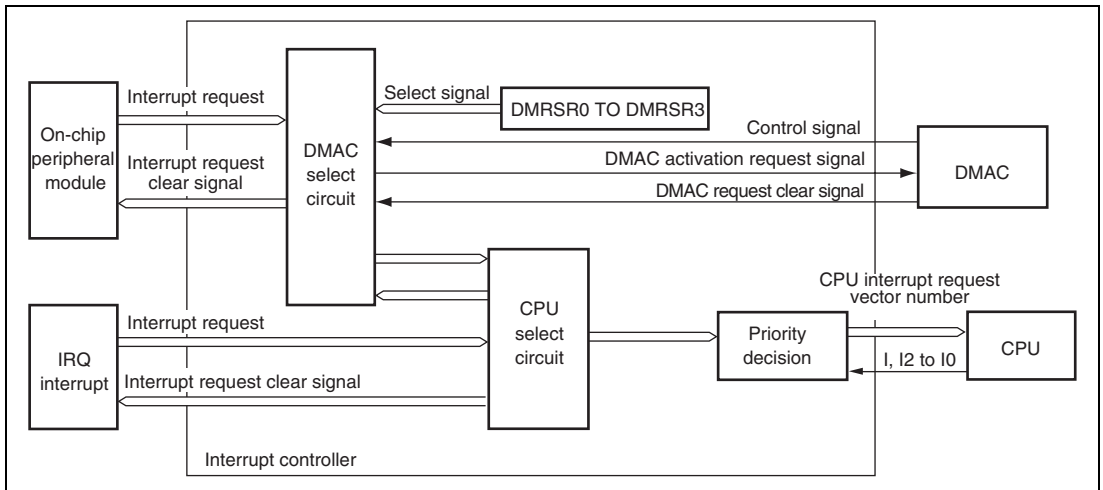 Interrupt request
On-chip
peripheral
module
Interrupt request
clear signal
DMAC
select
circuit
Select signal
DMRSR0 TO DMRSR3
Control signal
DMAC activation request signal
DMAC request clear signal
DMAC
IRQ
interrupt
Interrupt request
Interrupt request clear signal
CPU
select
circuit
Priority
decision
CPU interrupt request
vector number
I, I2 to I0
CPU
Interrupt controller